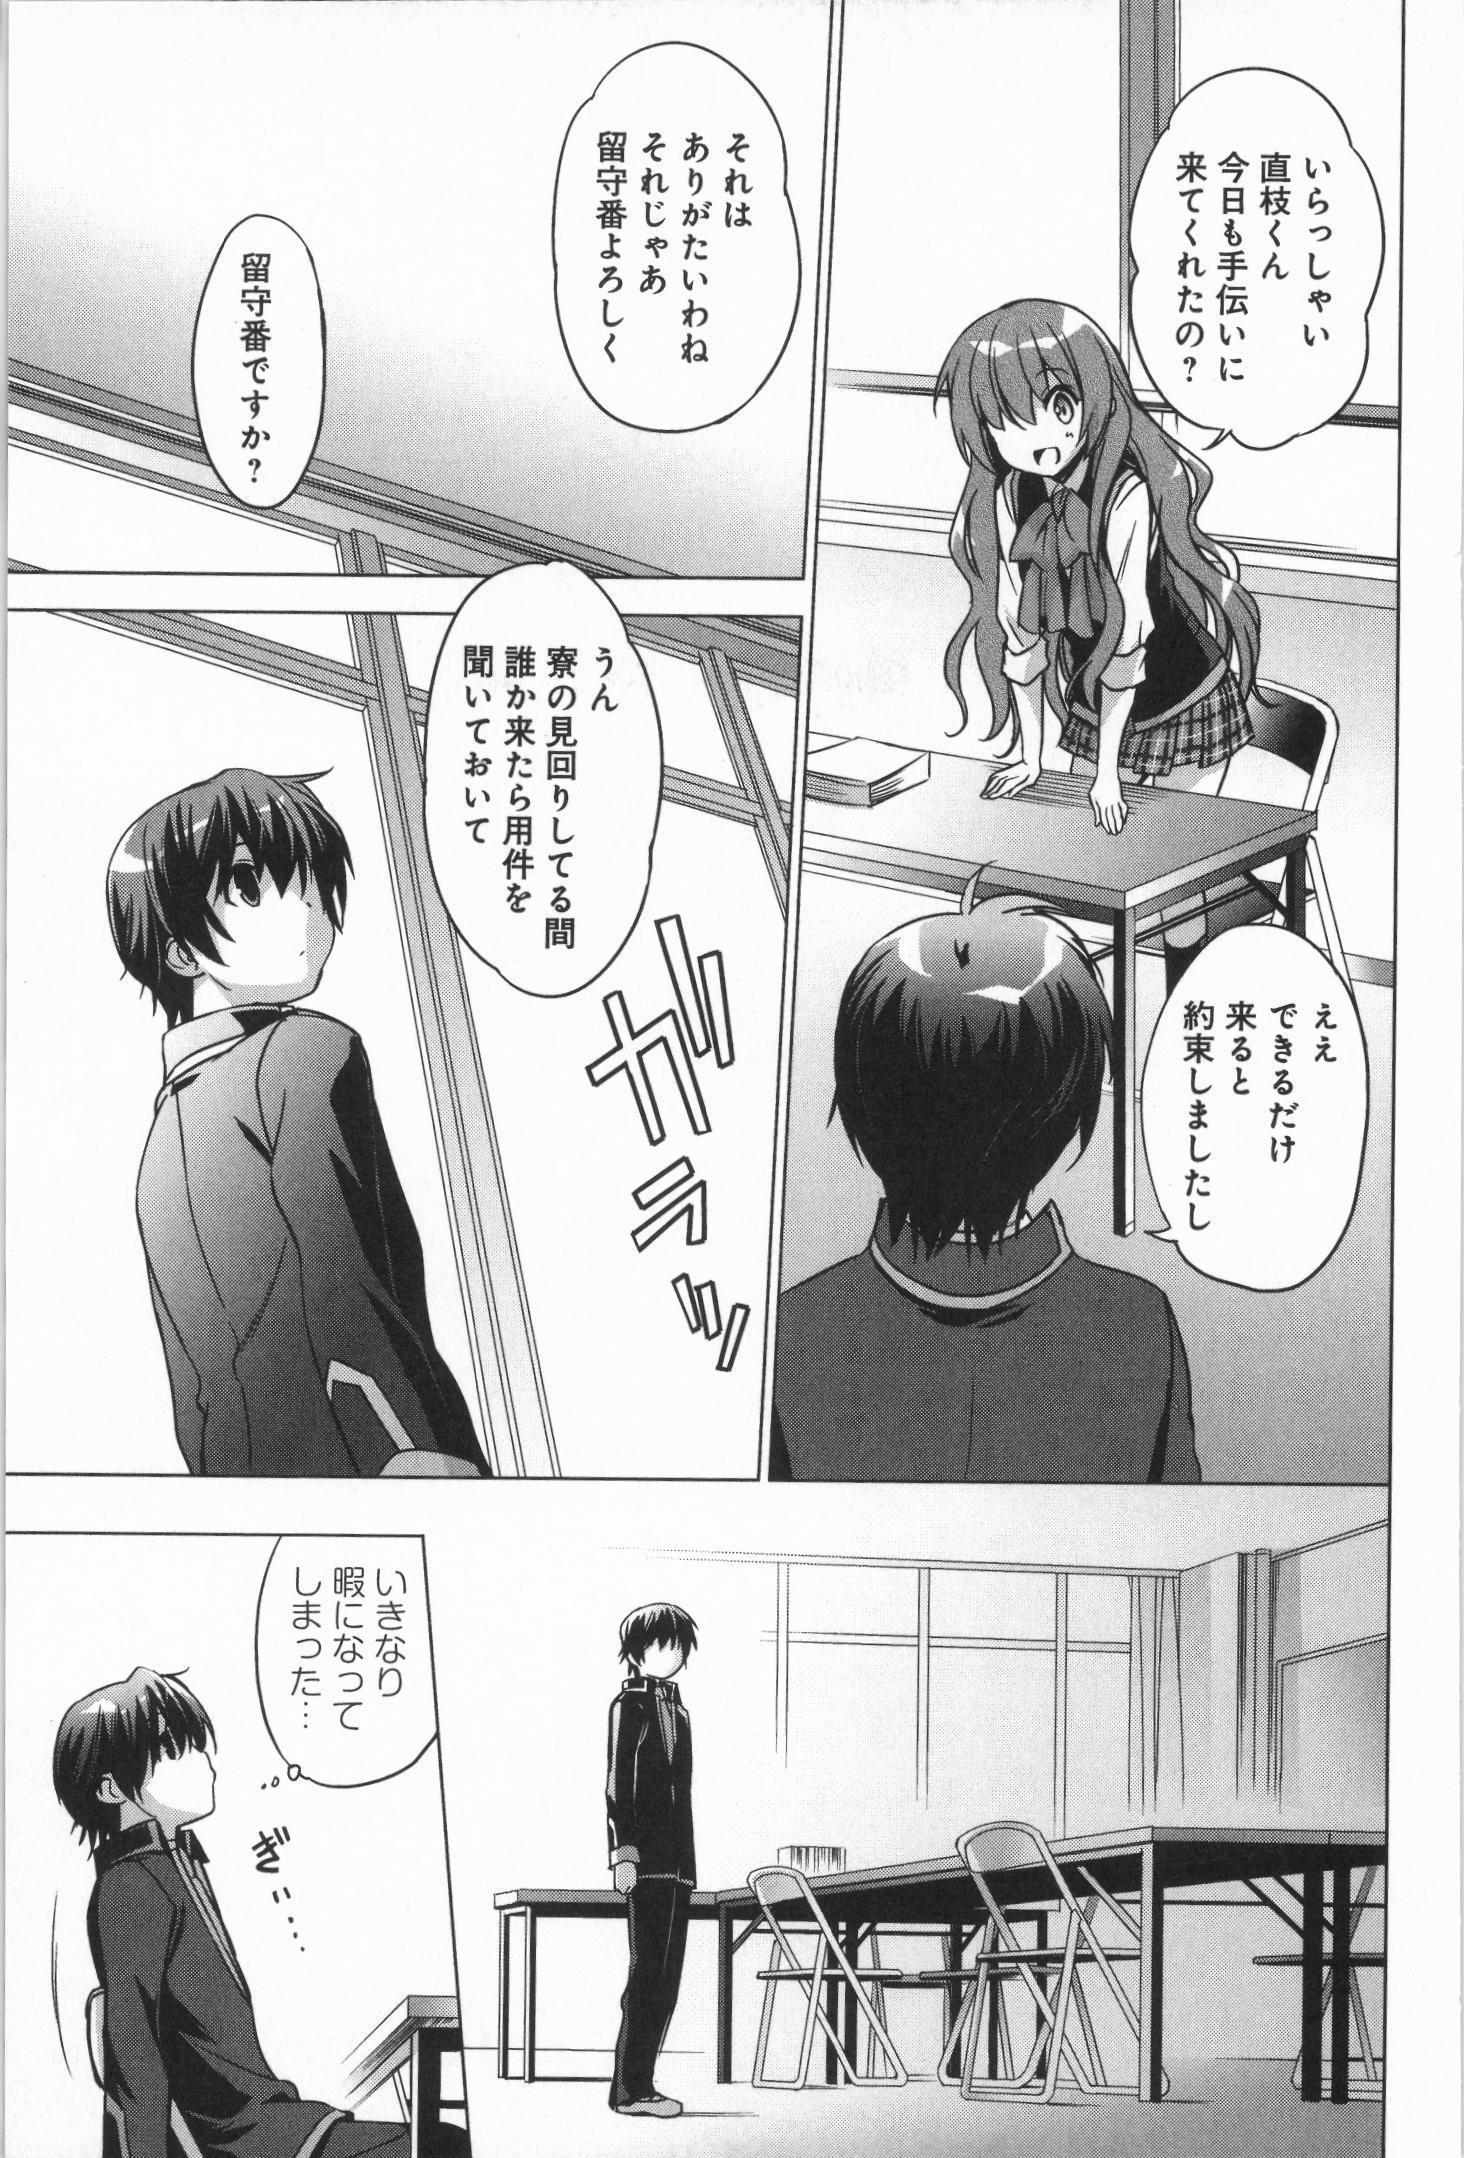 いらっしゃい
直枝くん
今日も手伝いに
来てくれたの？
ええ
できるだけ
来ると
約束しましたし
それは
ありがたいわね
それじゃあ
留守番よろしく
留守番ですか？
うん
寮の見回りしてる間
誰か来たら用件を
聞いておいて
ガラガラッ
いきなり
暇になって
しまった…
ぎぃ…